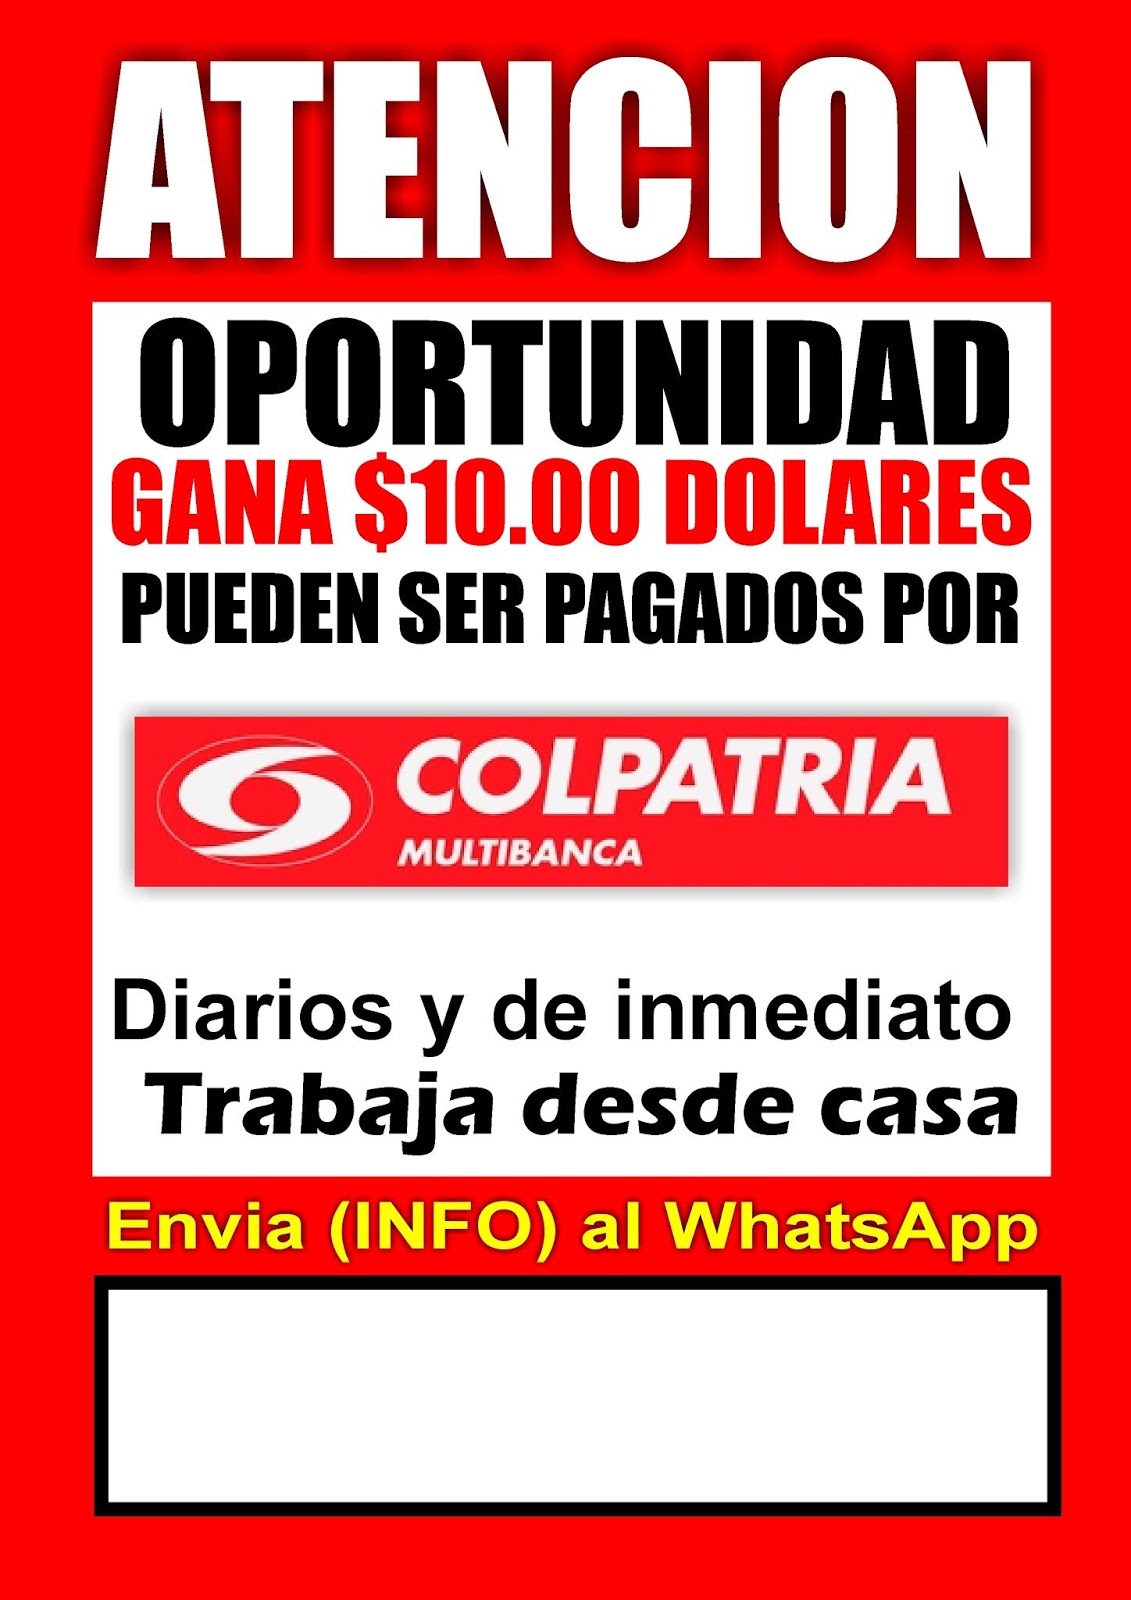 ATENCION
OPORTUNIDAD
GANA $10.00 DOLARES
PUEDEN SER PAGADOS POR
COLPATRIA
MULTIBANCA
Diarios y de inmediato
Trabaja desde casa
Envia (INFO) al WhatsApp